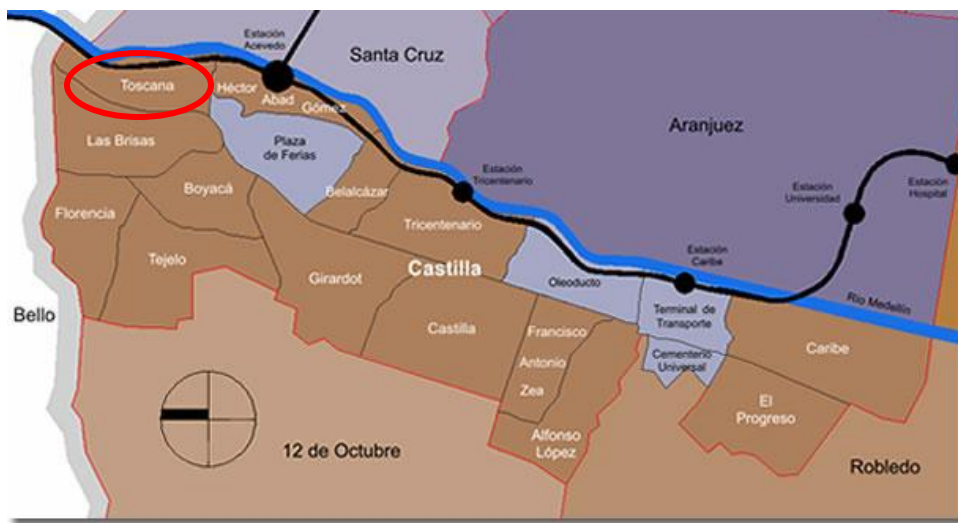 Estación
Acevedo
Santa Cruz
Toscana
Héctor
Abad
Gómez
Aranjuez
Las Brisas
Plaza
de Ferias
Estación
Tricentenario
Estación
Universidad
Estación
Hospital
Boyacá
Belalcázar
Florencia
Tricentenario
Tejelo
Girardot
Castilla
Estación
Caribe
Oleoducto
Río Medellín
Bello
Castilla
Francisco
Antonio
Zea
Terminal de
Transporte
Cementerio
Universal
Caribe
El
Progreso
Alfonso
López
12 de Octubre
Robledo